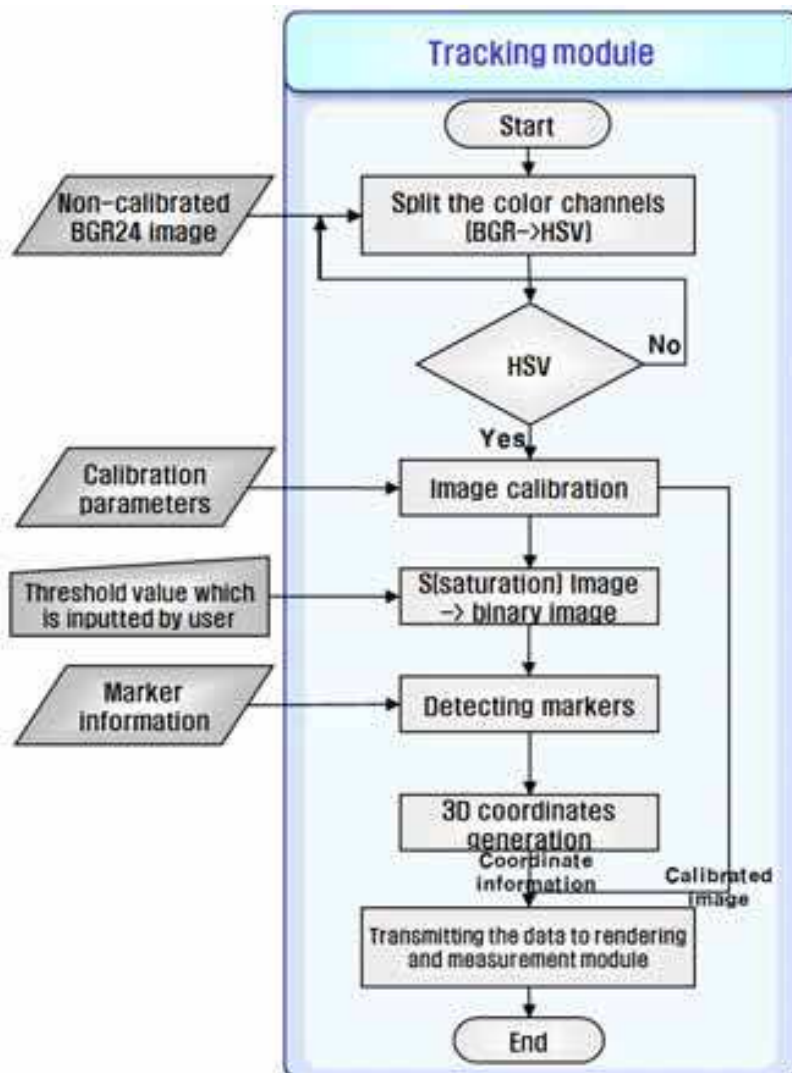 Tracking module
Start
Non-calibrated
BGR24 image
Split the color channels
(BGR->HSV)
No
HSV
Yes
Calibration
parameters
Image calibration
Threshold value which
is inputted by user
S(saturation) Image
-> binary image
Marker
information
Detecting markers
3D coordinates
generation
Coordinate
information
Calibrated
image
Transmitting the data to rendering
and measurement module
End